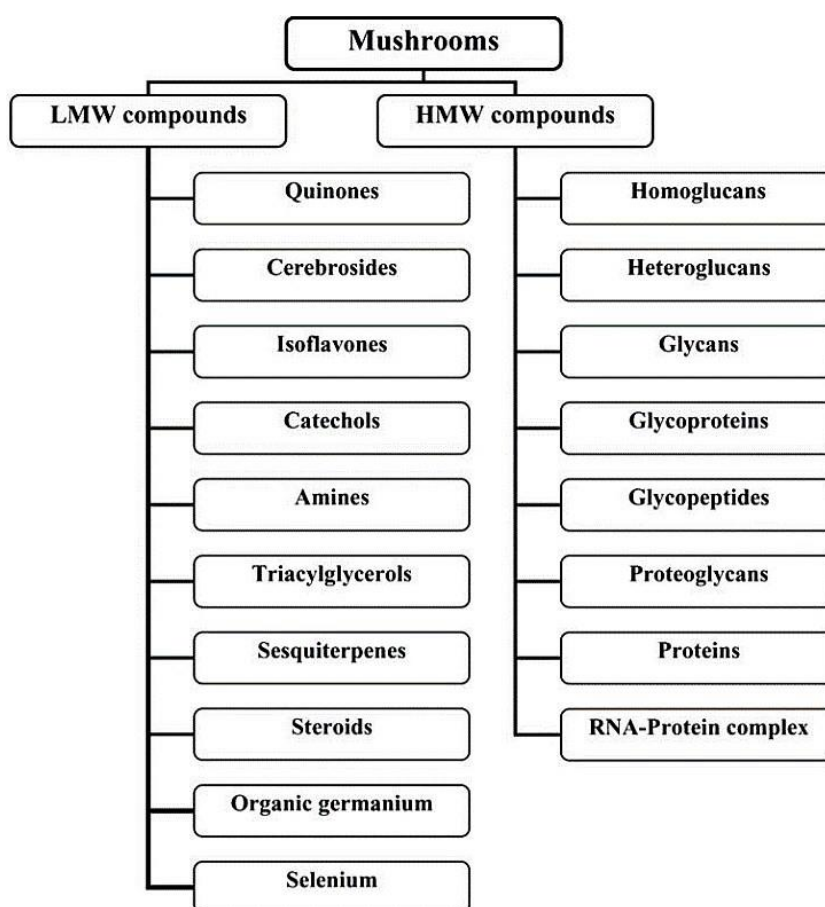 Mushrooms
LMW compounds
HMW compounds
Quinones
Cerebrosides
Isoflavones
Catechols
Amines
Triacylglycerols
Sesquiterpenes
Steroids
Organic germanium
Selenium
Homoglucans
Heteroglucans
Glycans
Glycoproteins
Glycopeptides
Proteoglycans
Proteins
RNA-Protein complex